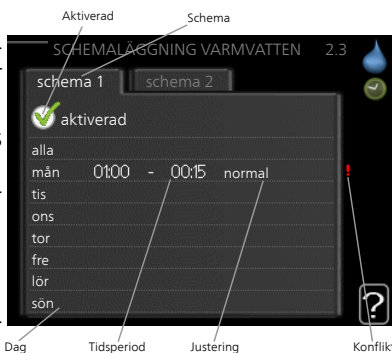 Aktiverad Schema
SCHEMALÄGGNING VARMVATTEN 2.3
schema 1 schema 2
aktiverad
alla
mån 01:00 - 00:15 normal !
tis
ons
tor
fre
lör
sön ?
Dag Tidsperiod Justering Konflikt